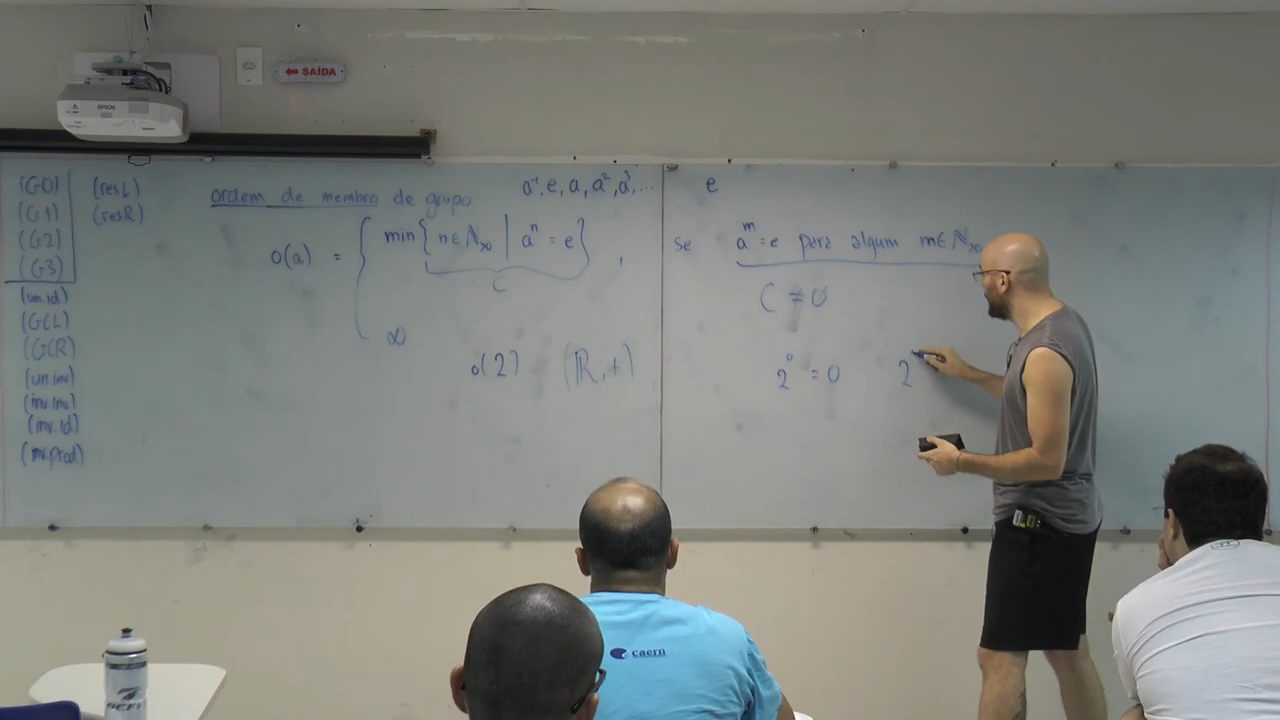 EPSON
SAÍDA
(G0) (resL)
(G1) (resR)
(G2)
(G3)
(un.id)
(GCL)
(GCR)
(un.inv)
(inv.inv)
(inv.id)
(inv.prod)
ordem de membro de grupo
a⁻¹, e, a, a², a³, ...
e
o(a) = { min { n ∈ ℕ>0 | aⁿ = e } , se aᵐ = e para algum m ∈ ℕ>0
C
C ≠ ∅
∞
o(2) (ℝ, +)
2⁰ = 0 2
caern